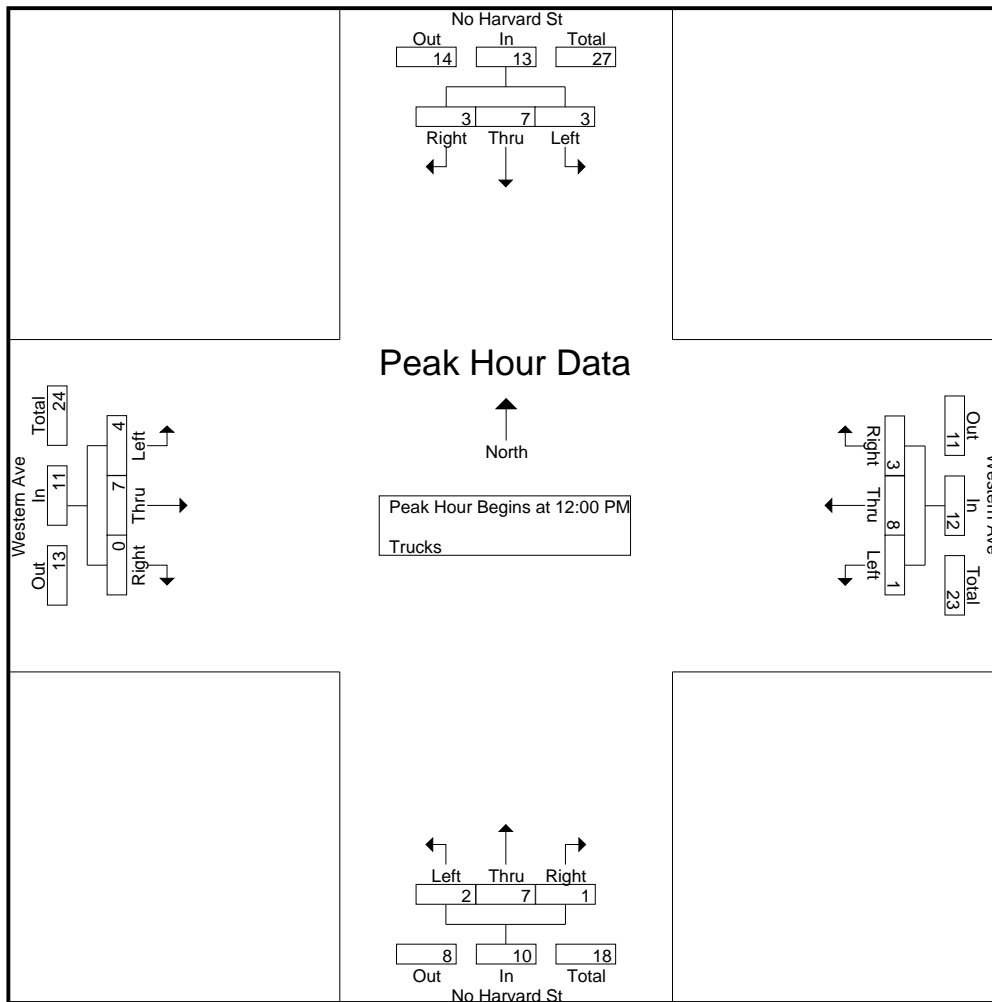 No Harvard St
Out In Total
14 13 27
3 7 3
Right Thru Left
Peak Hour Data
North
Peak Hour Begins at 12:00 PM
Trucks
Western Ave
Total In Out
24 11 13
4 7 0
Left Thru Right
Western Ave
Out In Total
11 12 23
3 8 1
Right Thru Left
Left Thru Right
2 7 1
8 10 18
Out In Total
No Harvard St